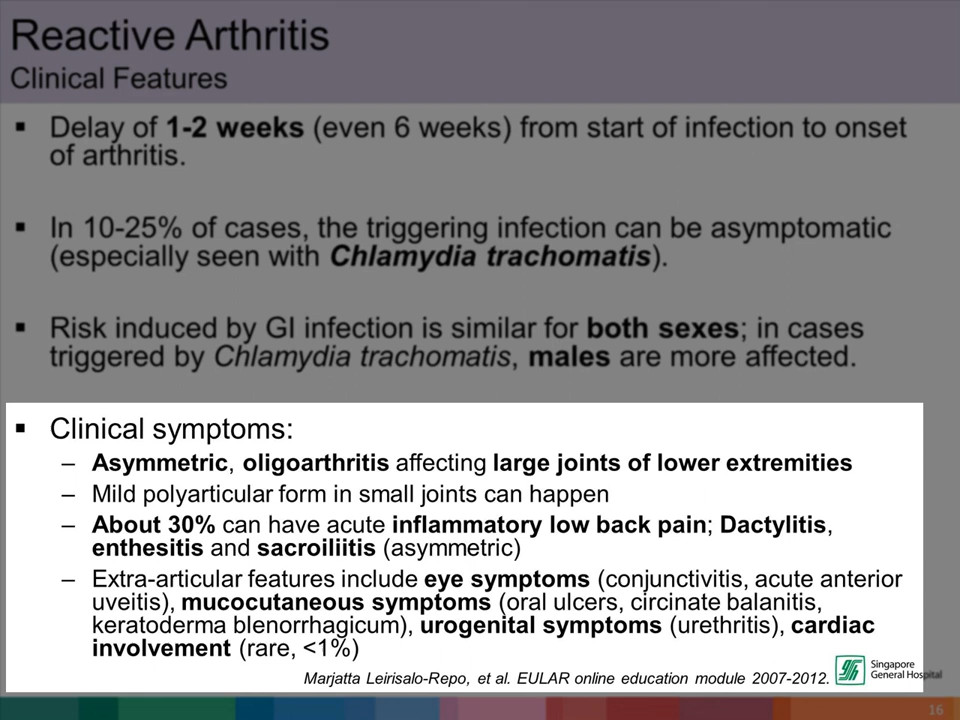 Reactive Arthritis
Clinical Features
▪ Delay of 1-2 weeks (even 6 weeks) from start of infection to onset
of arthritis.
▪ In 10-25% of cases, the triggering infection can be asymptomatic
(especially seen with Chlamydia trachomatis).
▪ Risk induced by GI infection is similar for both sexes; in cases
triggered by Chlamydia trachomatis, males are more affected.
▪ Clinical symptoms:
– Asymmetric, oligoarthritis affecting large joints of lower extremities
– Mild polyarticular form in small joints can happen
– About 30% can have acute inflammatory low back pain; Dactylitis,
enthesitis and sacroiliitis (asymmetric)
– Extra-articular features include eye symptoms (conjunctivitis, acute anterior
uveitis), mucocutaneous symptoms (oral ulcers, circinate balanitis,
keratoderma blenorrhagicum), urogenital symptoms (urethritis), cardiac
involvement (rare, <1%)
Marjatta Leirisalo-Repo, et al. EULAR online education module 2007-2012.
Singapore
General Hospital
16